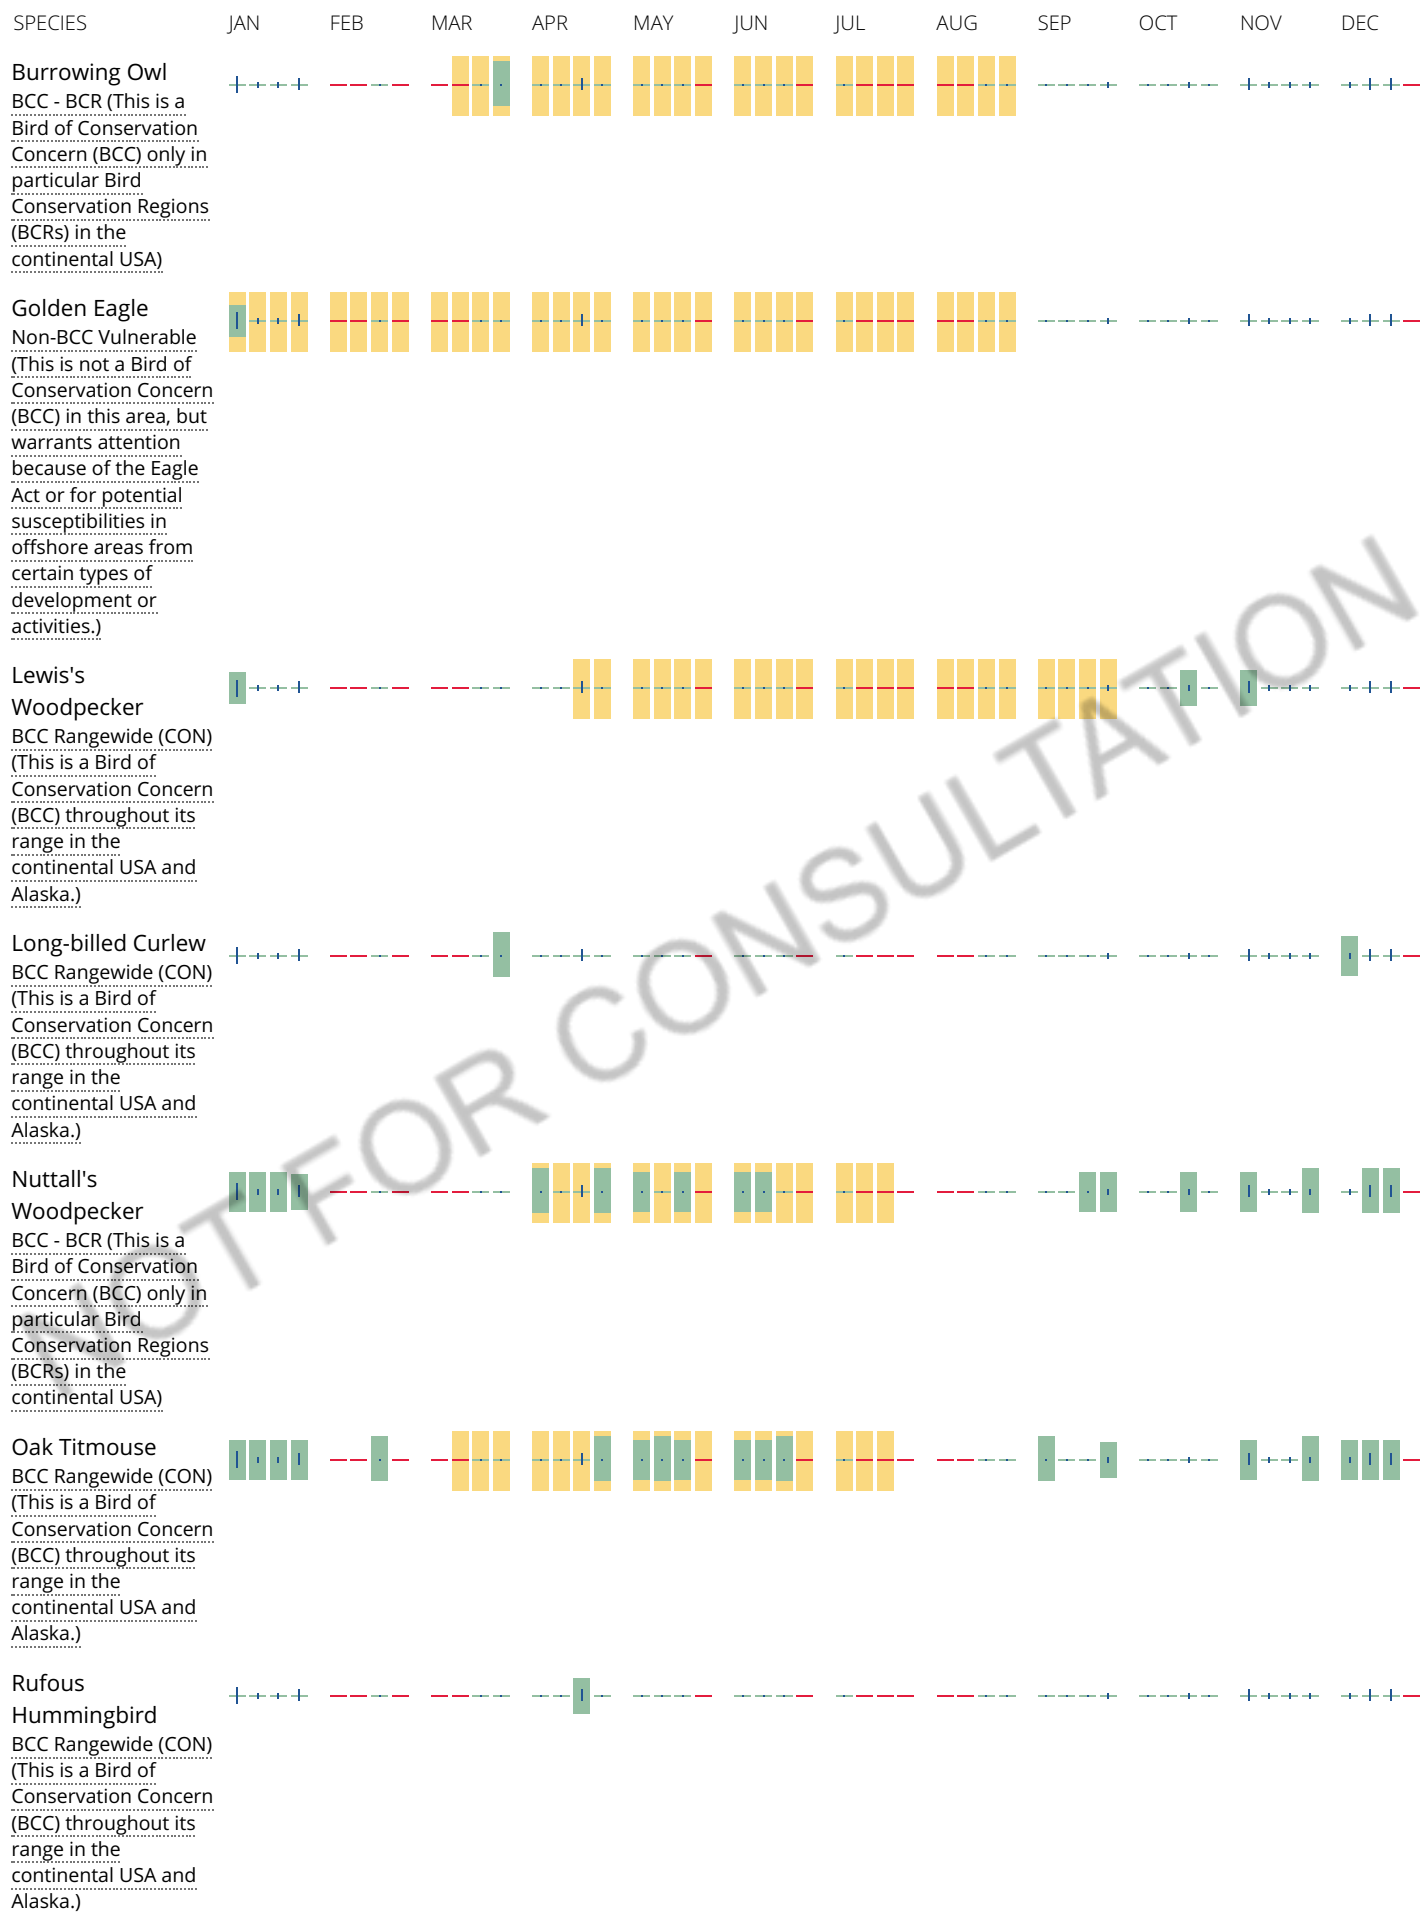 SPECIES JAN FEB MAR APR MAY JUN JUL AUG SEP OCT NOV DEC
Burrowing Owl
BCC - BCR (This is a
Bird of Conservation
Concern (BCC) only in
particular Bird
Conservation Regions
(BCRs) in the
continental USA)
Golden Eagle
Non-BCC Vulnerable
(This is not a Bird of
Conservation Concern
(BCC) in this area, but
warrants attention
because of the Eagle
Act or for potential
susceptibilities in
offshore areas from
certain types of
development or
activities.)
Lewis's
Woodpecker
BCC Rangewide (CON)
(This is a Bird of
Conservation Concern
(BCC) throughout its
range in the
continental USA and
Alaska.)
Long-billed Curlew
BCC Rangewide (CON)
(This is a Bird of
Conservation Concern
(BCC) throughout its
range in the
continental USA and
Alaska.)
Nuttall's
Woodpecker
BCC - BCR (This is a
Bird of Conservation
Concern (BCC) only in
particular Bird
Conservation Regions
(BCRs) in the
continental USA)
Oak Titmouse
BCC Rangewide (CON)
(This is a Bird of
Conservation Concern
(BCC) throughout its
range in the
continental USA and
Alaska.)
Rufous
Hummingbird
BCC Rangewide (CON)
(This is a Bird of
Conservation Concern
(BCC) throughout its
range in the
continental USA and
Alaska.)
NOT FOR CONSULTATION